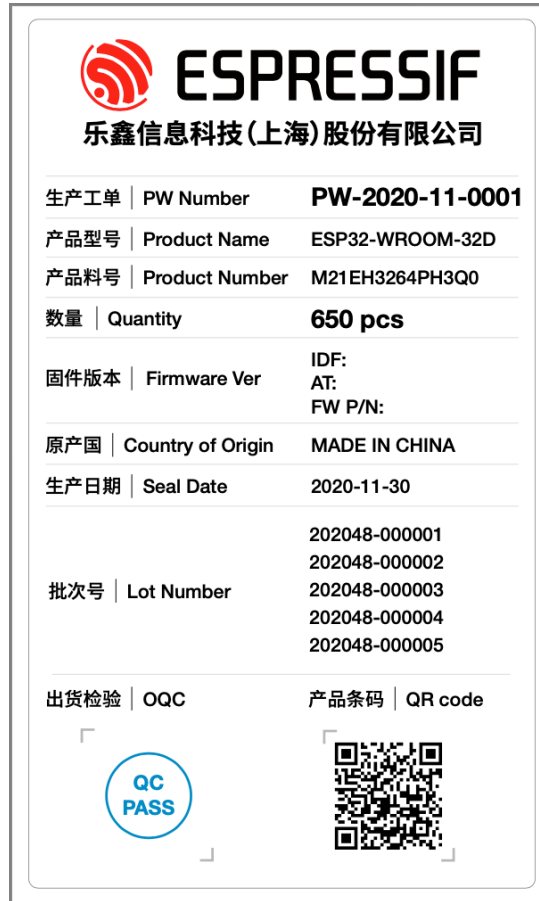 ESPRESSIF
乐鑫信息科技(上海)股份有限公司
生产工单 | PW Number PW-2020-11-0001
产品型号 | Product Name ESP32-WROOM-32D
产品料号 | Product Number M21EH3264PH3Q0
数量 | Quantity 650 pcs
固件版本 | Firmware Ver IDF:
AT:
FW P/N:
原产国 | Country of Origin MADE IN CHINA
生产日期 | Seal Date 2020-11-30
批次号 | Lot Number 202048-000001
202048-000002
202048-000003
202048-000004
202048-000005
出货检验 | OQC 产品条码 | QR code
QC
PASS